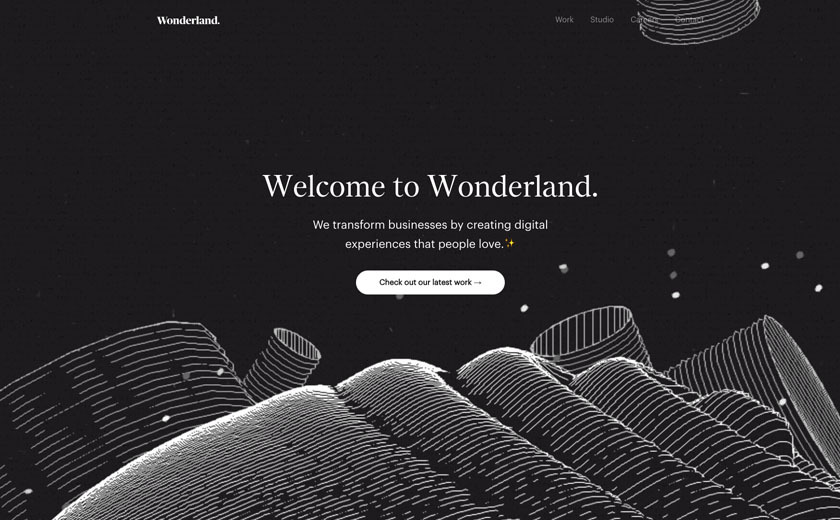 Wonderland.
Work Studio Careers Contact
Welcome to Wonderland.
We transform businesses by creating digital
experiences that people love.✨
Check out our latest work →